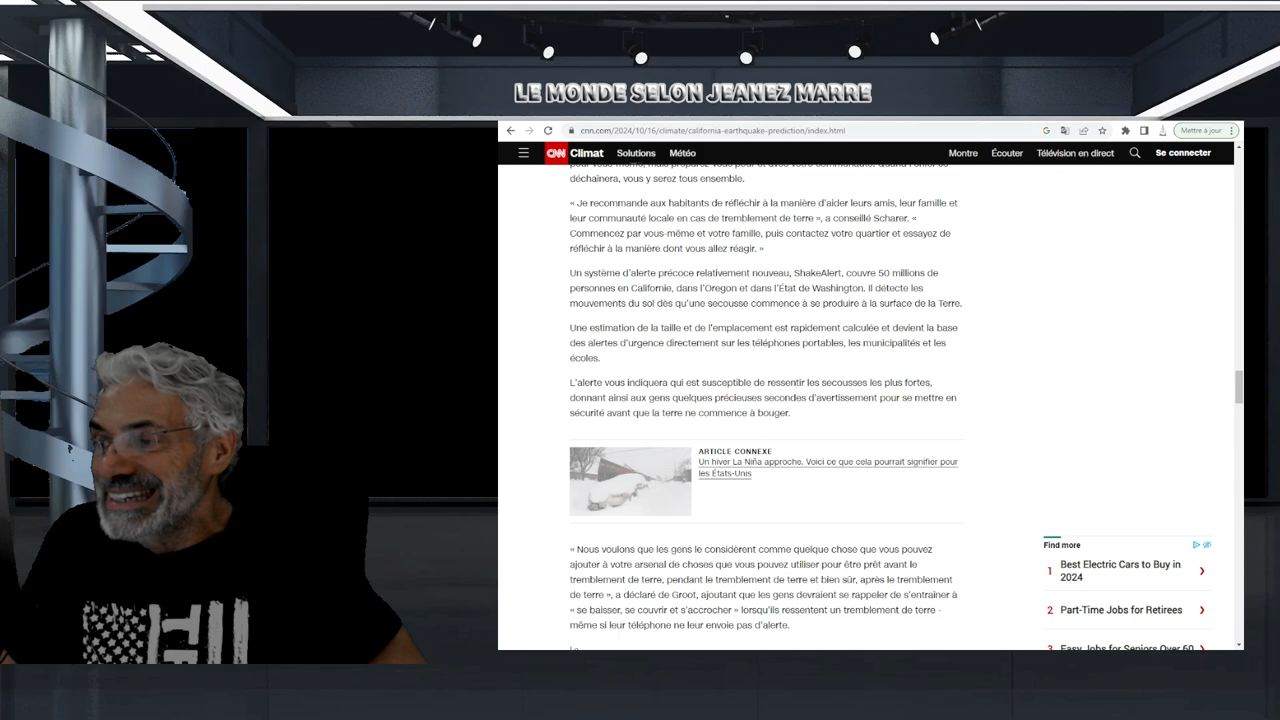 LE MONDE SELON JEANEZ MARRE
cnn.com/2024/10/16/climate/california-earthquake-prediction/index.html
Mettre à jour
CNN Climat Solutions Météo Montre Écouter Télévision en direct Se connecter
déchaînera, vous y serez tous ensemble.
« Je recommande aux habitants de réfléchir à la manière d'aider leurs amis, leur famille et
leur communauté locale en cas de tremblement de terre », a conseillé Scharer. «
Commencez par vous-même et votre famille, puis contactez votre quartier et essayez de
réfléchir à la manière dont vous allez réagir. »
Un système d'alerte précoce relativement nouveau, ShakeAlert, couvre 50 millions de
personnes en Californie, dans l'Oregon et dans l'État de Washington. Il détecte les
mouvements du sol dès qu'une secousse commence à se produire à la surface de la Terre.
Une estimation de la taille et de l'emplacement est rapidement calculée et devient la base
des alertes d'urgence directement sur les téléphones portables, les municipalités et les
écoles.
L'alerte vous indiquera qui est susceptible de ressentir les secousses les plus fortes,
donnant ainsi aux gens quelques précieuses secondes d'avertissement pour se mettre en
sécurité avant que la terre ne commence à bouger.
ARTICLE CONNEXE
Un hiver La Niña approche. Voici ce que cela pourrait signifier pour
les États-Unis
« Nous voulons que les gens le considèrent comme quelque chose que vous pouvez
ajouter à votre arsenal de choses que vous pouvez utiliser pour être prêt avant le
tremblement de terre, pendant le tremblement de terre et bien sûr, après le tremblement
de terre », a déclaré de Groot, ajoutant que les gens devraient se rappeler de s'entraîner à
« se baisser, se couvrir et s'accrocher » lorsqu'ils ressentent un tremblement de terre -
même si leur téléphone ne leur envoie pas d'alerte.
Find more
1 Best Electric Cars to Buy in
2024
2 Part-Time Jobs for Retirees
3 Easy Jobs for Seniors Over 60